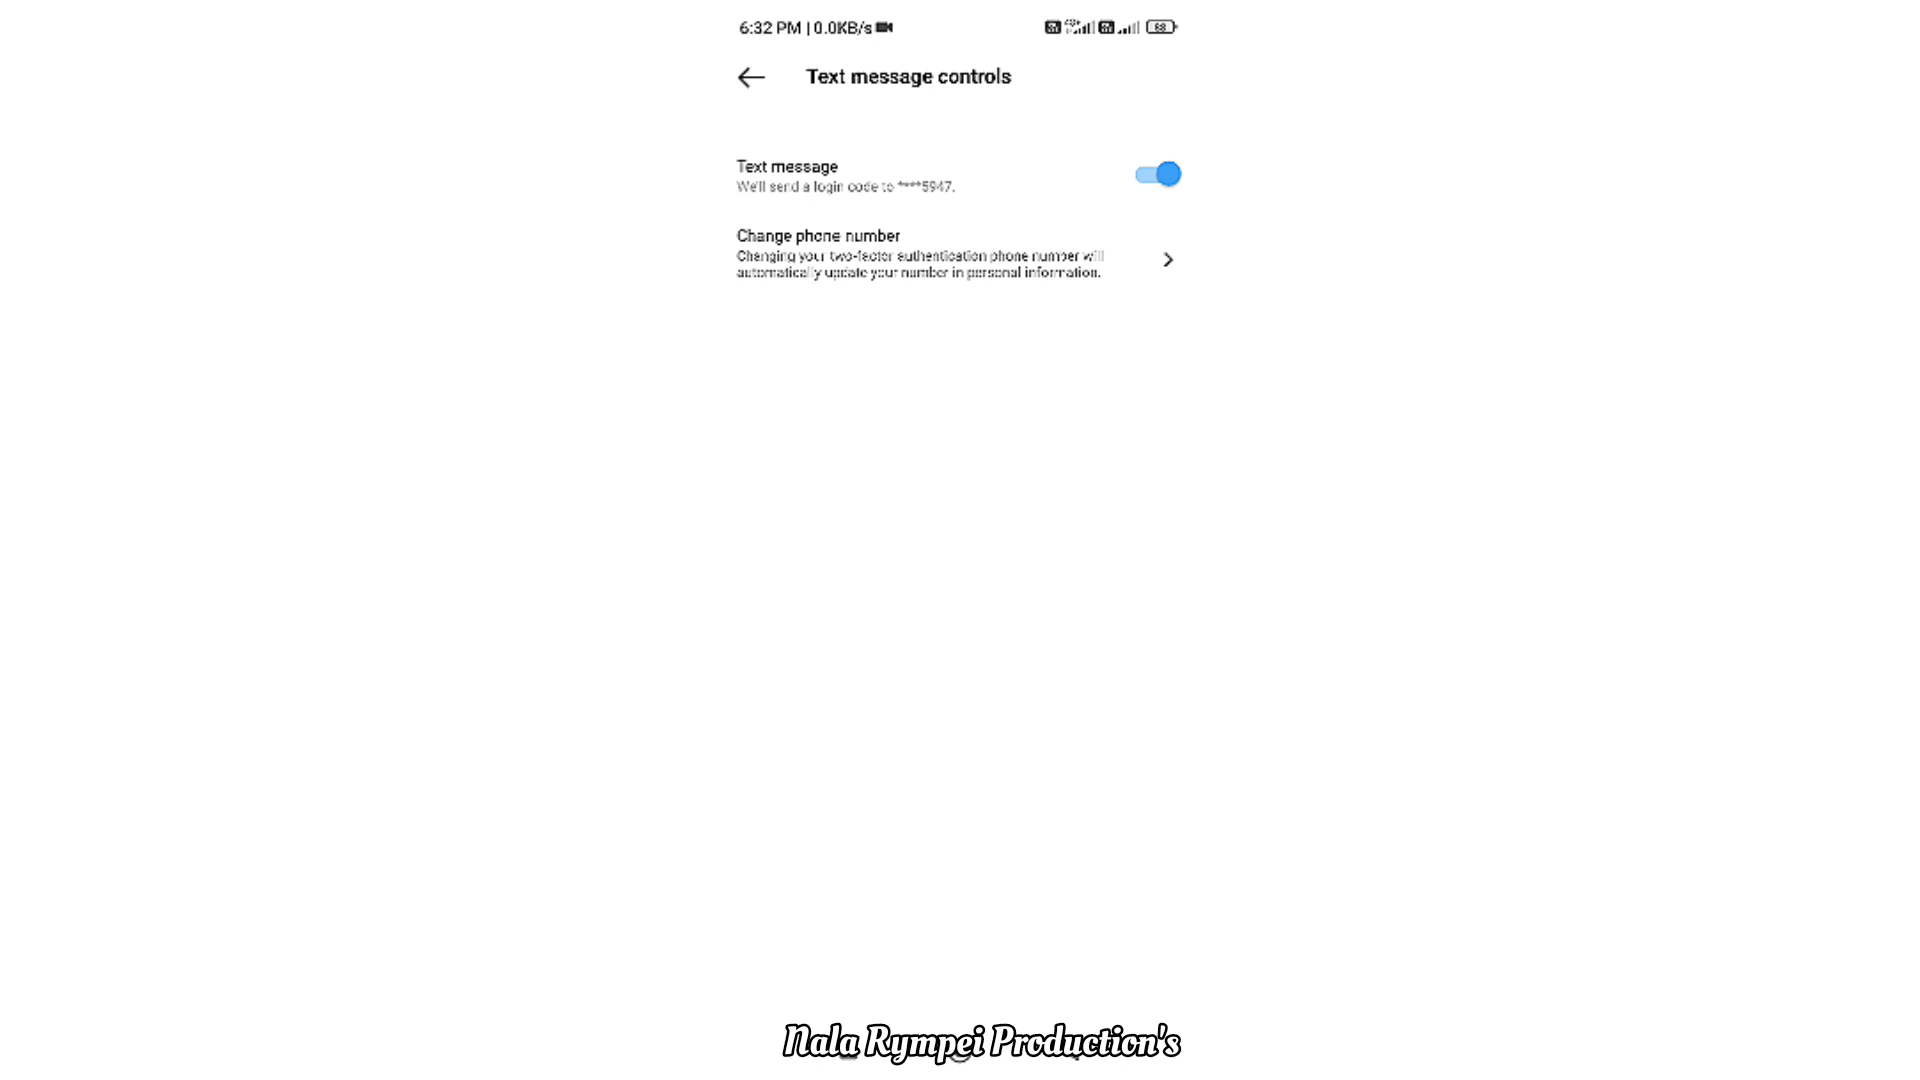 6:32 PM | 0.0KB/s
Text message controls
Text message
We'll send a login code to ****5947.
Change phone number
Changing your two-factor authentication phone number will
automatically update your number in personal information.
Nala Rympei Production's